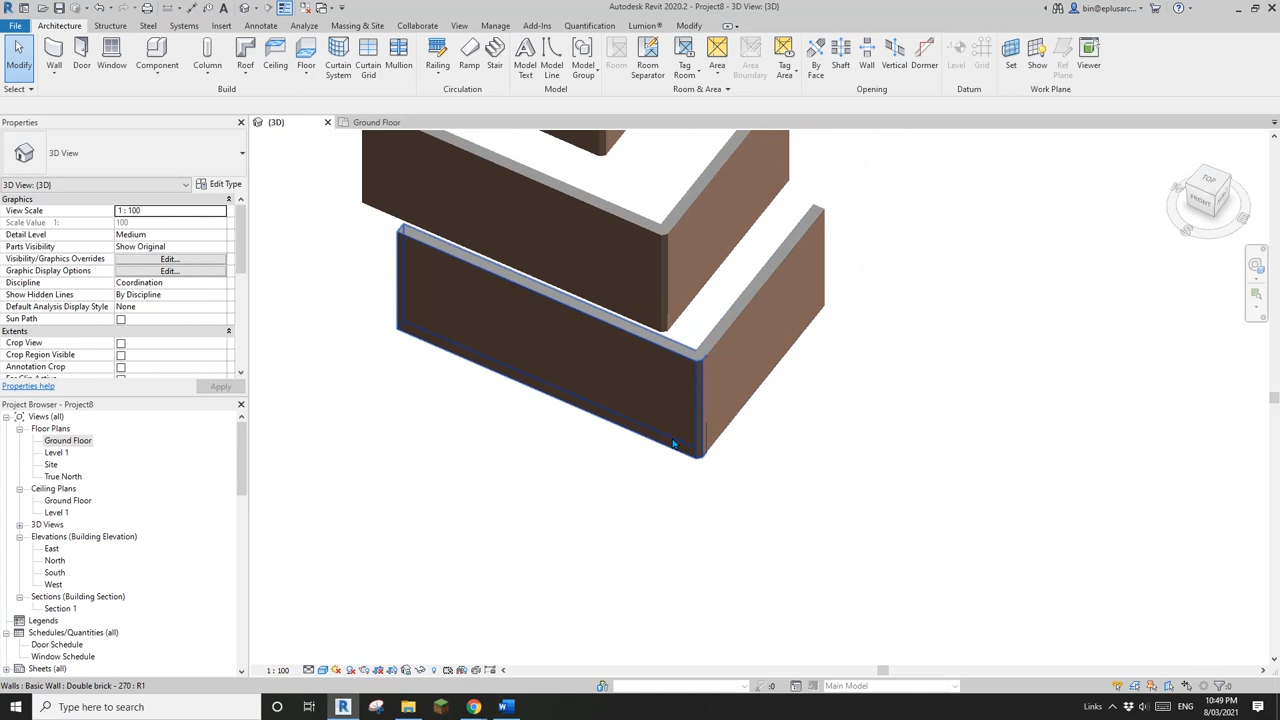 Autodesk Revit 2020.2 - Project8 - 3D View: {3D}
bin@eplusarc...
File Architecture Structure Steel Systems Insert Annotate Analyze Massing & Site Collaborate View Manage Add-Ins Quantification Lumion® Modify
Modify Wall Door Window Component Column Roof Ceiling Floor Curtain System Curtain Grid Mullion Railing Ramp Stair Model Text Model Line Model Group Room Room Separator Tag Room Area Area Boundary Tag Area By Face Shaft Wall Vertical Dormer Level Grid Set Show Ref Plane Viewer
Select Build Circulation Model Room & Area Opening Datum Work Plane
Properties
{3D} Ground Floor
3D View
3D View: {3D} Edit Type
Graphics
View Scale 1 : 100
Scale Value 1: 100
Detail Level Medium
Parts Visibility Show Original
Visibility/Graphics Overrides Edit...
Graphic Display Options Edit...
Discipline Coordination
Show Hidden Lines By Discipline
Default Analysis Display Style None
Sun Path
Extents
Crop View
Crop Region Visible
Annotation Crop
Properties help Apply
Project Browser - Project8
Views (all)
Floor Plans
Ground Floor
Level 1
Site
True North
Ceiling Plans
Ground Floor
Level 1
3D Views
Elevations (Building Elevation)
East
North
South
West
Sections (Building Section)
Section 1
Legends
Schedules/Quantities (all)
Door Schedule
Window Schedule
Sheets (all)
TOP
FRONT
1 : 100
Walls : Basic Wall : Double brick - 270 : R1
:0 Main Model :0
Type here to search
Links ENG 10:49 PM
8/03/2021